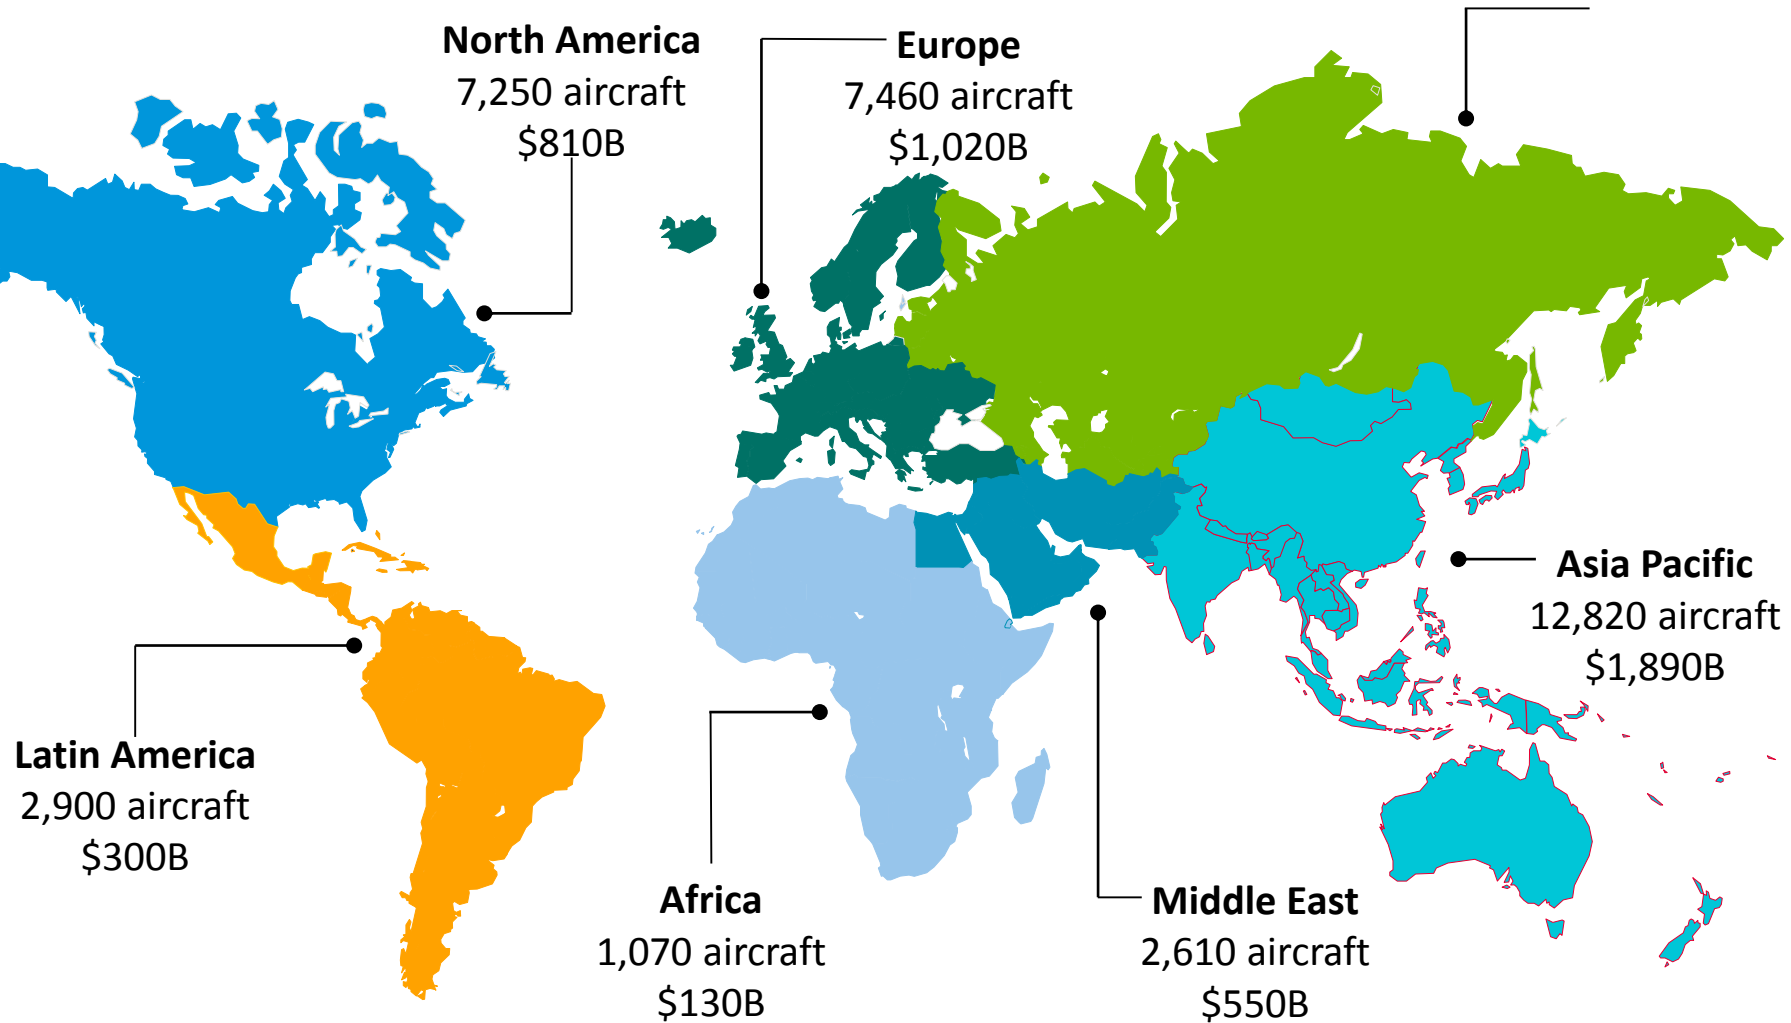 North America
7,250 aircraft
$810B
Europe
7,460 aircraft
$1,020B
Asia Pacific
12,820 aircraft
$1,890B
Latin America
2,900 aircraft
$300B
Africa
1,070 aircraft
$130B
Middle East
2,610 aircraft
$550B